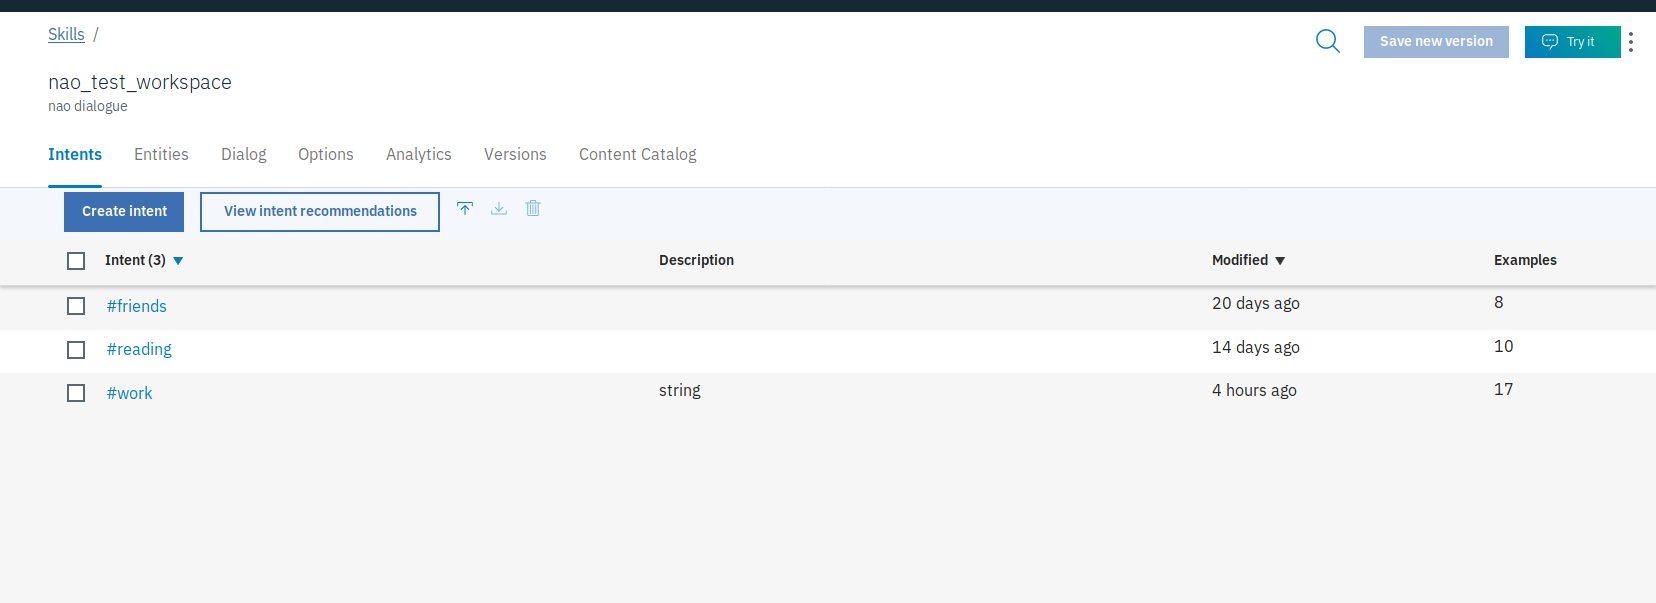 Skills /
Save new version
Try it
nao_test_workspace
nao dialogue
Intents Entities Dialog Options Analytics Versions Content Catalog
Create intent View intent recommendations
Intent (3) Description Modified Examples
#friends 20 days ago 8
#reading 14 days ago 10
#work string 4 hours ago 17